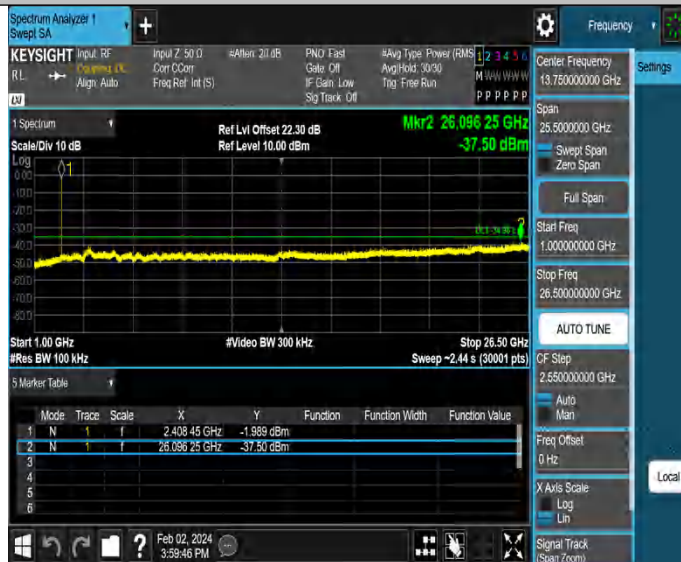 Spectrum Analyzer 1
Swept SA
Frequency
KEYSIGHT
RL
Input: RF
Coupling: DC
Align: Auto
Input Z: 50 Ω
Corr CCorr
Freq Ref: Int (S)
#Atten: 20 dB
PNO: Fast
Gate: Off
IF Gain: Low
Sig Track: Off
#Avg Type: Power (RMS
Avg|Hold: 30/30
Trig: Free Run
1 2 3 4 5 6
M W W W W W
P P P P P P
1 Spectrum
Scale/Div 10 dB
Log
Ref Lvl Offset 22.30 dB
Ref Level 10.00 dBm
Mkr2 26.096 25 GHz
-37.50 dBm
1
2
0.00
-10.0
-20.0
-30.0
-40.0
-50.0
-60.0
-70.0
-80.0
Start 1.00 GHz
#Res BW 100 kHz
#Video BW 300 kHz
Stop 26.50 GHz
Sweep ~2.44 s (30001 pts)
5 Marker Table
Mode Trace Scale X Y Function Function Width Function Value
1 N 1 f 2.408 45 GHz -1.989 dBm
2 N 1 f 26.096 25 GHz -37.50 dBm
3
4
5
6
Feb 02, 2024
3:59:46 PM
Center Frequency
13.750000000 GHz
Settings
Span
25.5000000 GHz
Swept Span
Zero Span
Full Span
Start Freq
1.000000000 GHz
Stop Freq
26.500000000 GHz
AUTO TUNE
CF Step
2.550000000 GHz
Auto
Man
Freq Offset
0 Hz
Local
X Axis Scale
Log
Lin
Signal Track
(Span Zoom)